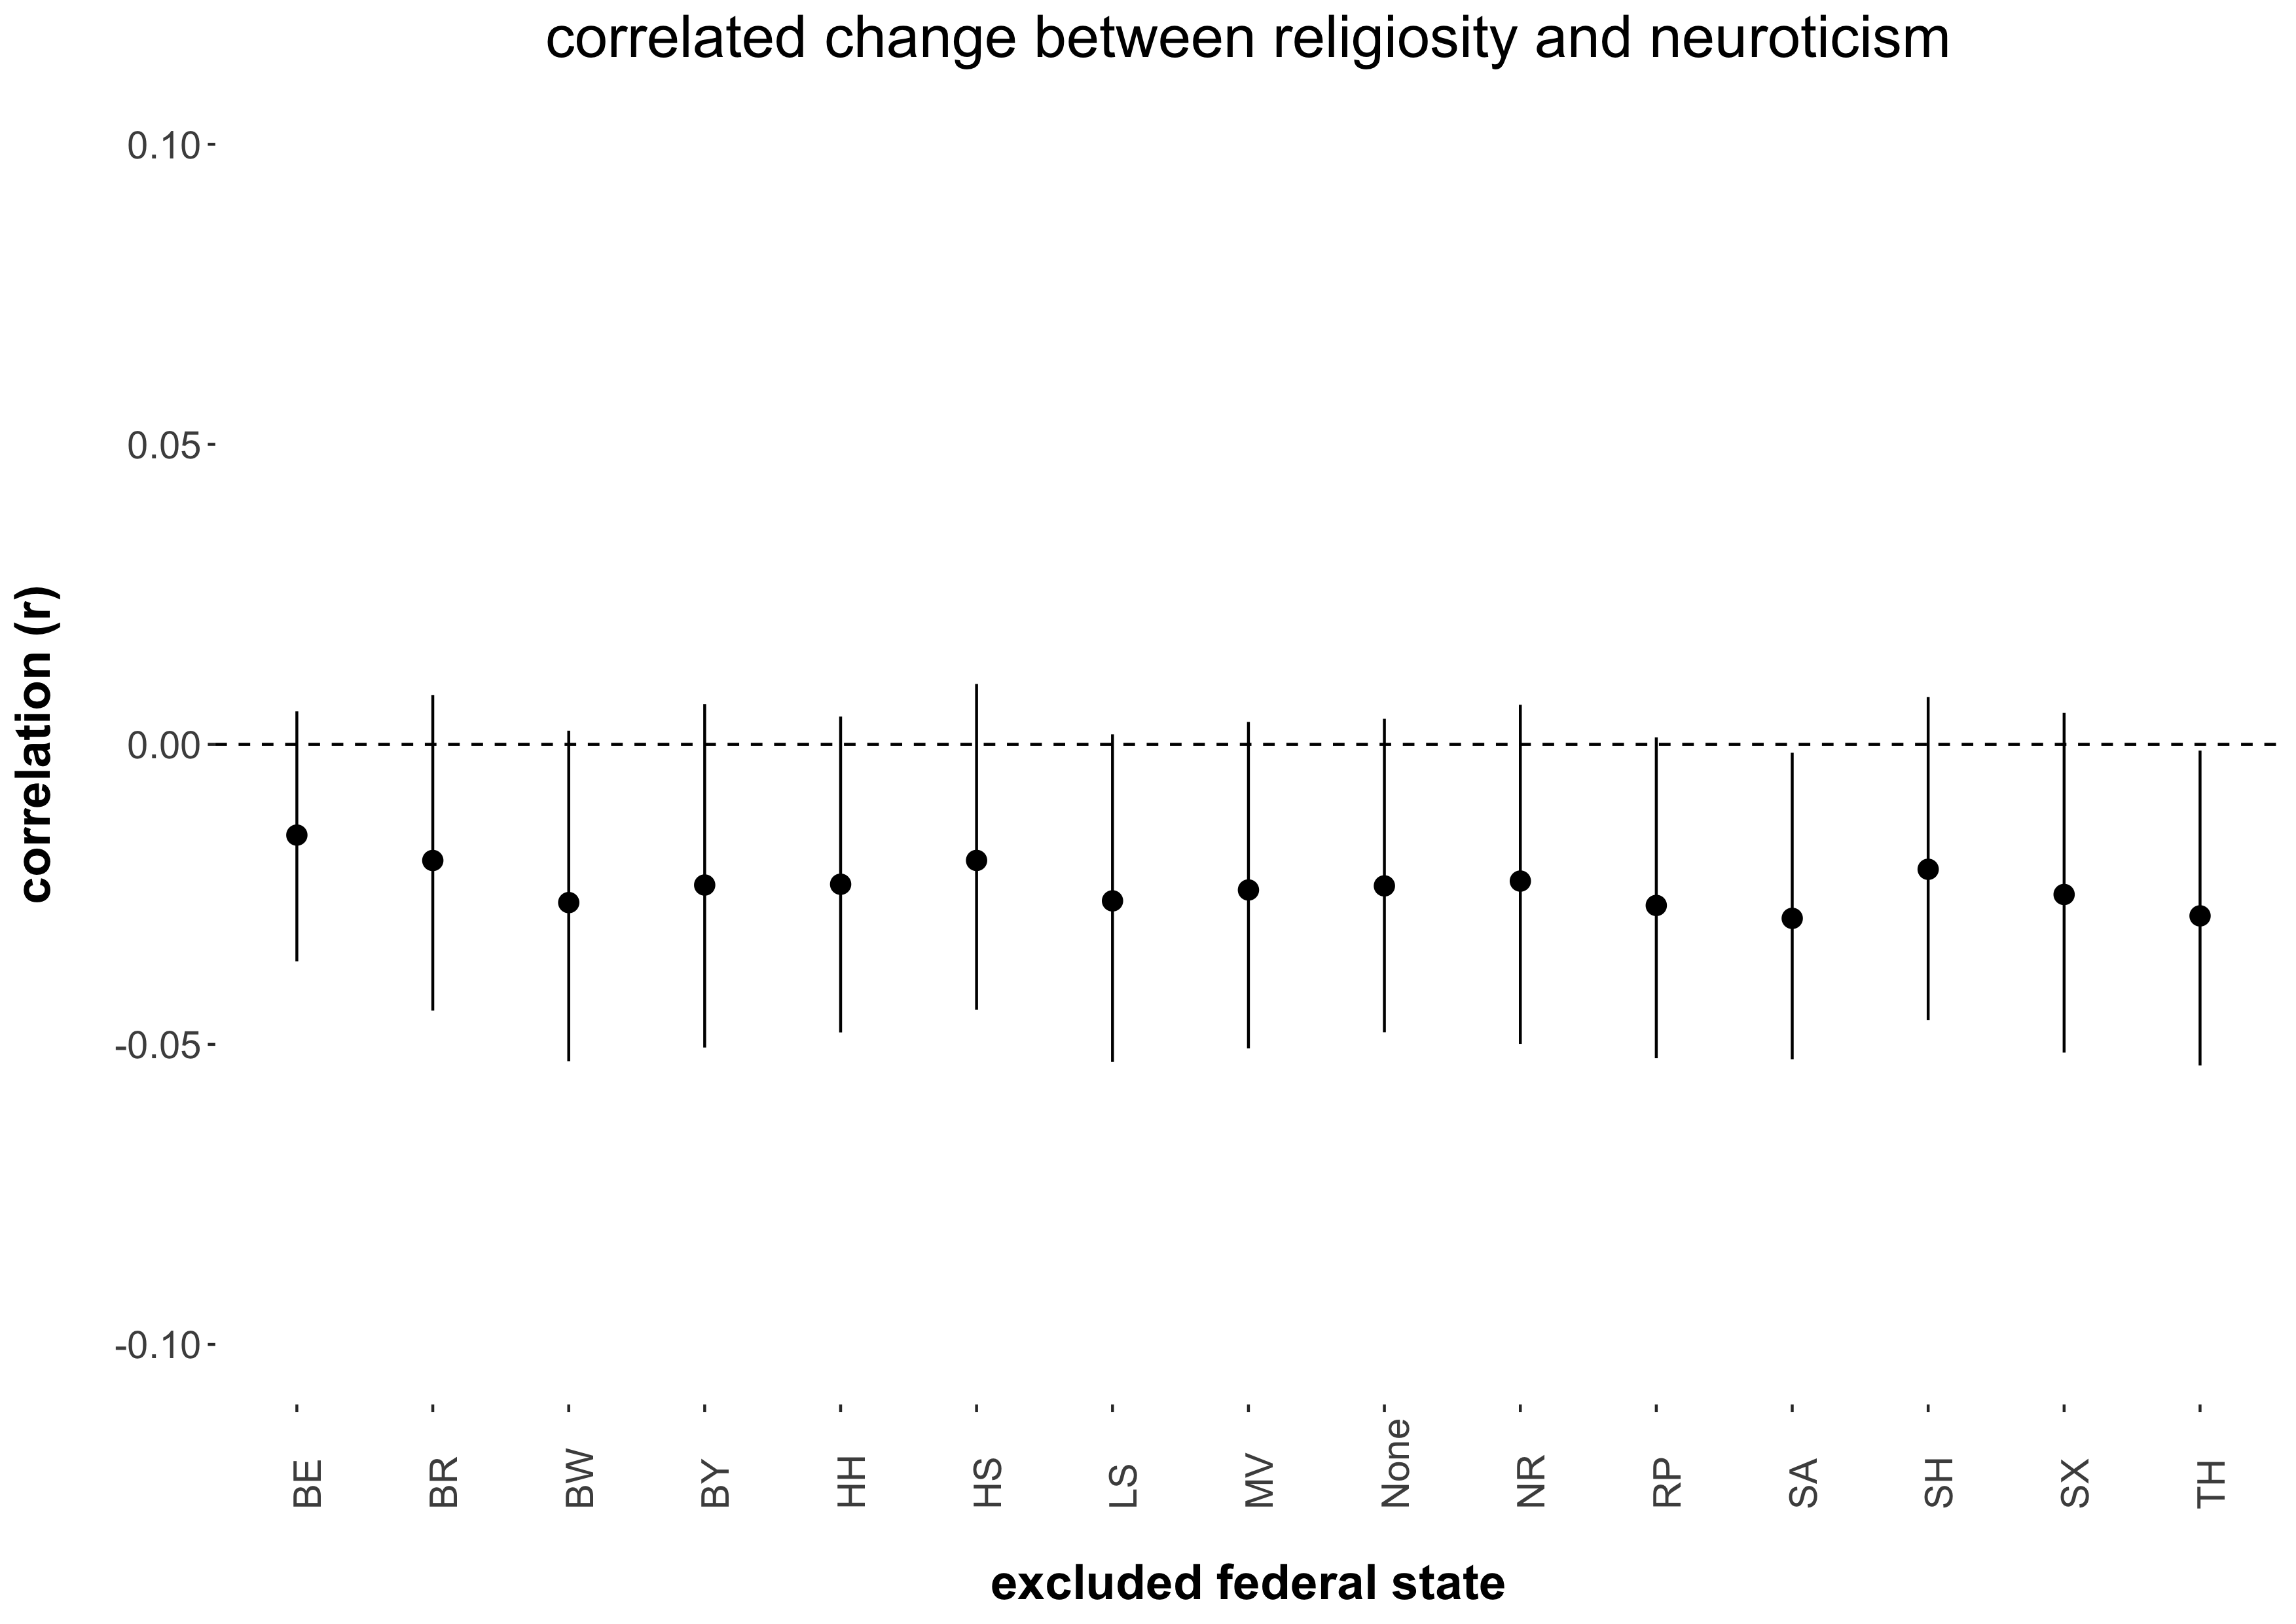 correlated change between religiosity and neuroticism
correlation (r)
0.10
0.05
0.00
-0.05
-0.10
BE BR BW BY HH HS LS MV None NR RP SA SH SX TH
excluded federal state